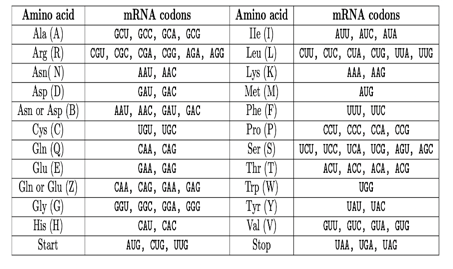 Amino acid mRNA codons Amino acid mRNA codons
Ala (A) GCU, GCC, GCA, GCG Ile (I) AUU, AUC, AUA
Arg (R) CGU, CGC, CGA, CGG, AGA, AGG Leu (L) CUU, CUC, CUA, CUG, UUA, UUG
Asn( N) AAU, AAC Lys (K) AAA, AAG
Asp (D) GAU, GAC Met (M) AUG
Asn or Asp (B) AAU, AAC, GAU, GAC Phe (F) UUU, UUC
Cys (C) UGU, UGC Pro (P) CCU, CCC, CCA, CCG
Gln (Q) CAA, CAG Ser (S) UCU, UCC, UCA, UCG, AGU, AGC
Glu (E) GAA, GAG Thr (T) ACU, ACC, ACA, ACG
Gln or Glu (Z) CAA, CAG, GAA, GAG Trp (W) UGG
Gly (G) GGU, GGC, GGA, GGG Tyr (Y) UAU, UAC
His (H) CAU, CAC Val (V) GUU, GUC, GUA, GUG
Start AUG, CUG, UUG Stop UAA, UGA, UAG